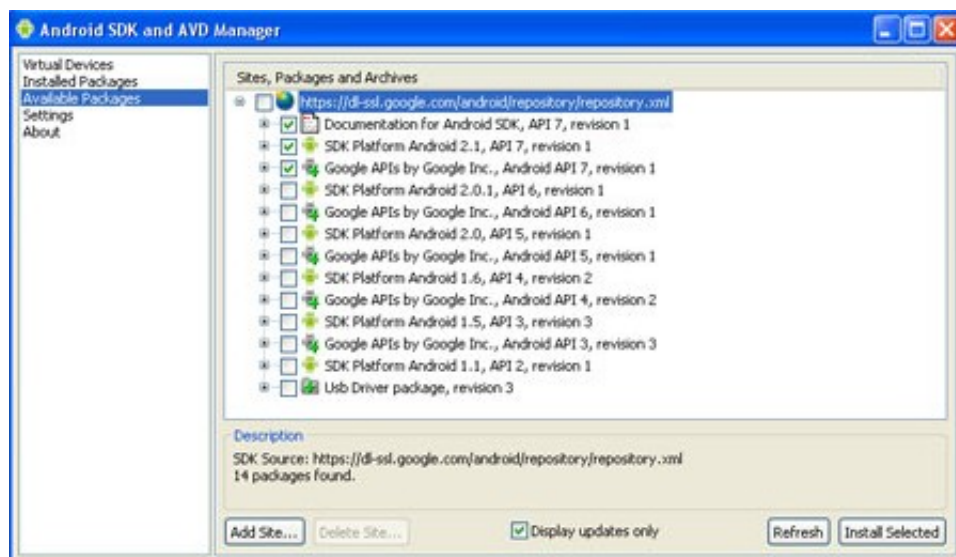 Android SDK and AVD Manager
Virtual Devices
Installed Packages
Available Packages
Settings
About
Sites, Packages and Archives
https://dl-ssl.google.com/android/repository/repository.xml
Documentation for Android SDK, API 7, revision 1
SDK Platform Android 2.1, API 7, revision 1
Google APIs by Google Inc., Android API 7, revision 1
SDK Platform Android 2.0.1, API 6, revision 1
Google APIs by Google Inc., Android API 6, revision 1
SDK Platform Android 2.0, API 5, revision 1
Google APIs by Google Inc., Android API 5, revision 1
SDK Platform Android 1.6, API 4, revision 2
Google APIs by Google Inc., Android API 4, revision 2
SDK Platform Android 1.5, API 3, revision 3
Google APIs by Google Inc., Android API 3, revision 3
SDK Platform Android 1.1, API 2, revision 1
Usb Driver package, revision 3
Description
SDK Source: https://dl-ssl.google.com/android/repository/repository.xml
14 packages found.
Add Site... Delete Site... Display updates only Refresh Install Selected